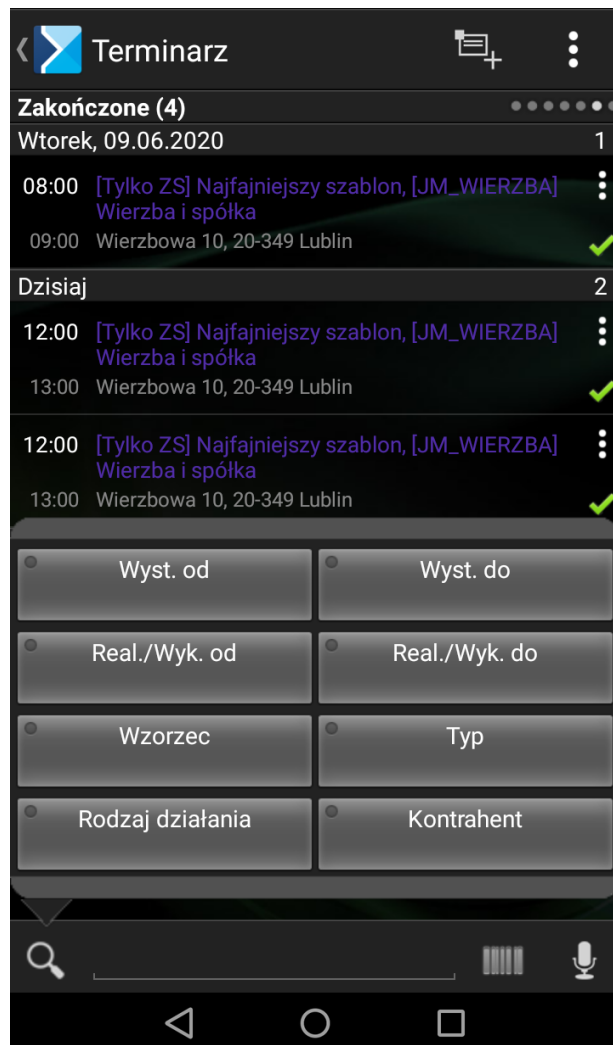 Terminarz
Zakończone (4)
Wtorek, 09.06.2020 1
08:00 [Tylko ZS] Najfajniejszy szablon, [JM_WIERZBA]
Wierzba i spółka
09:00 Wierzbowa 10, 20-349 Lublin
Dzisiaj 2
12:00 [Tylko ZS] Najfajniejszy szablon, [JM_WIERZBA]
Wierzba i spółka
13:00 Wierzbowa 10, 20-349 Lublin
12:00 [Tylko ZS] Najfajniejszy szablon, [JM_WIERZBA]
Wierzba i spółka
13:00 Wierzbowa 10, 20-349 Lublin
Wyst. od Wyst. do
Real./Wyk. od Real./Wyk. do
Wzorzec Typ
Rodzaj działania Kontrahent